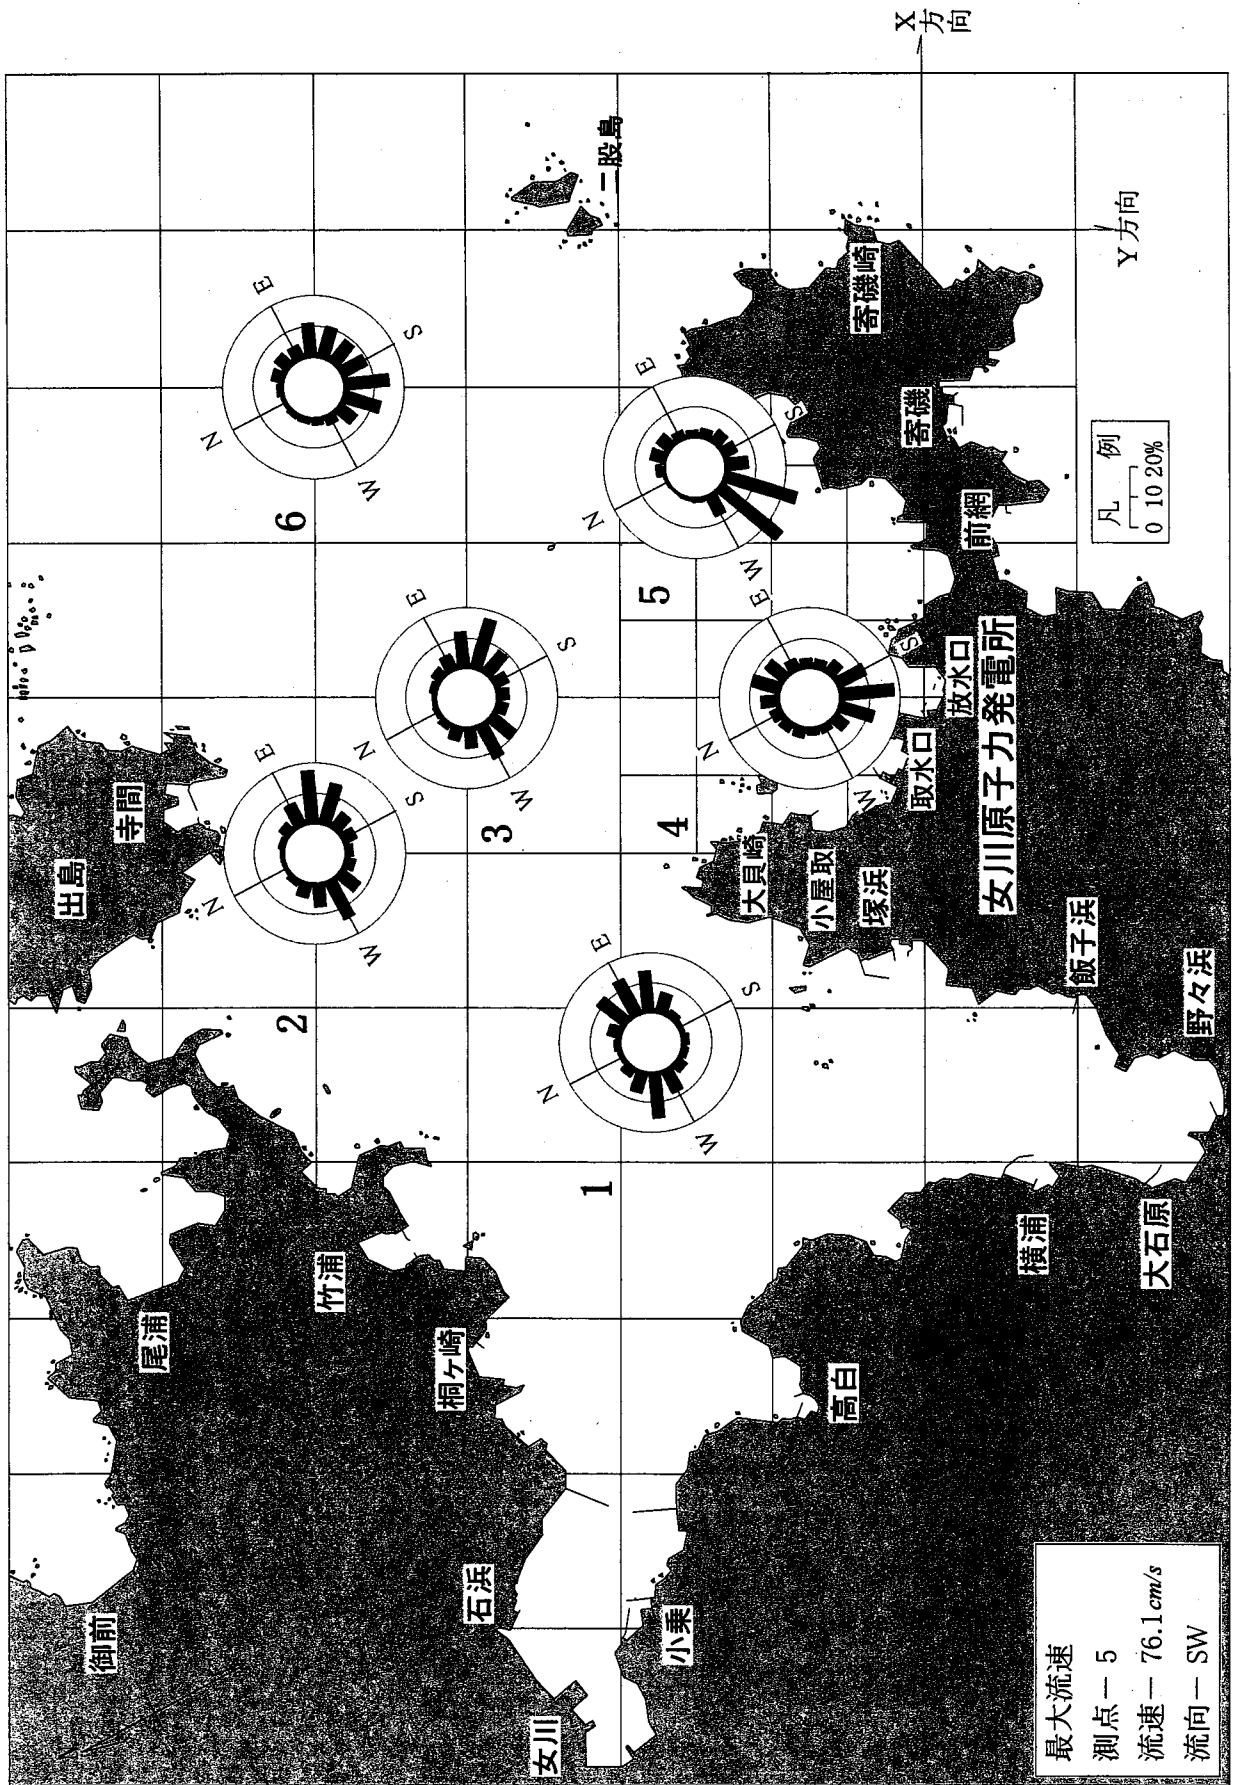 御前
尾浦
出島
寺間
竹浦
桐ヶ崎
石浜
女川
小乗
高白
横浦
大石原
野々浜
飯子浜
塚浜
小屋取
大貝崎
取水口
放水口
女川原子力発電所
前網
寄磯
寄磯崎
二股島
1
N
E
S
W
2
N
E
S
W
3
N
E
S
W
4
N
E
S
W
5
N
E
S
W
6
N
E
S
W
X方向
Y方向
凡 例
0 10 20%
最大流速
測点－5
流速－76.1cm/s
流向－SW